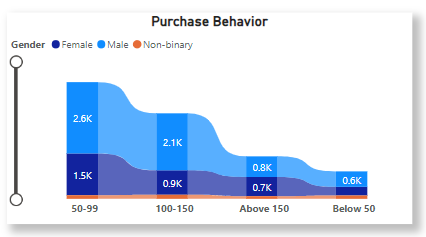 Purchase Behavior
Gender Female Male Non-binary
2.6K
1.5K
2.1K
0.9K
0.8K
0.7K
0.6K
50-99 100-150 Above 150 Below 50